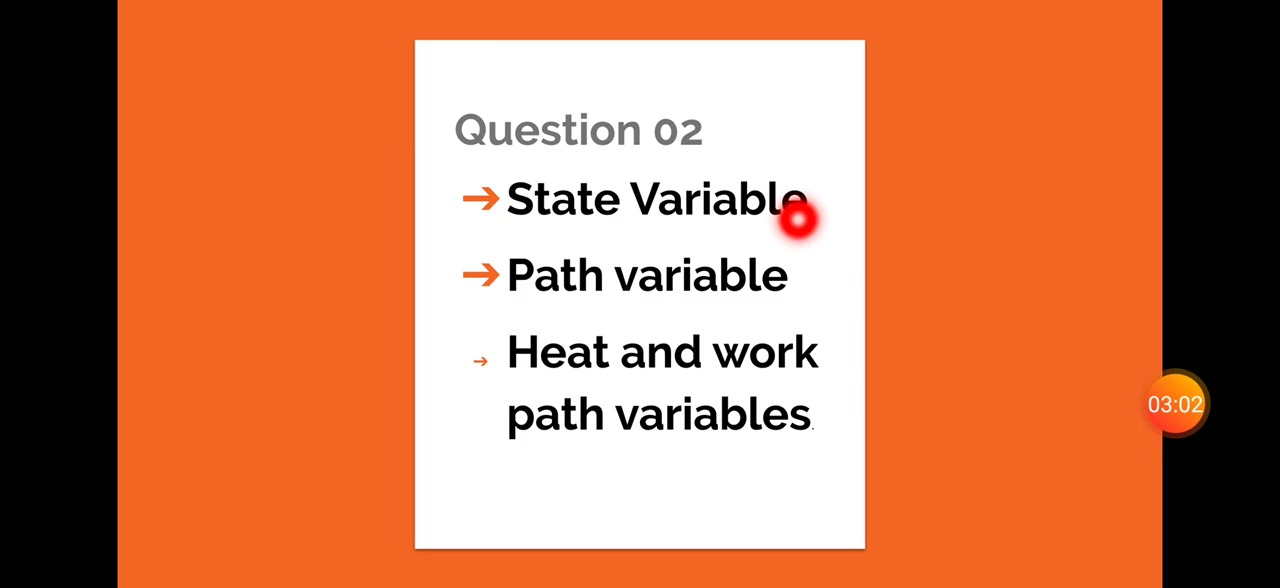 Question 02
➔ State Variable
➔ Path variable
➔ Heat and work
path variables.
03:02